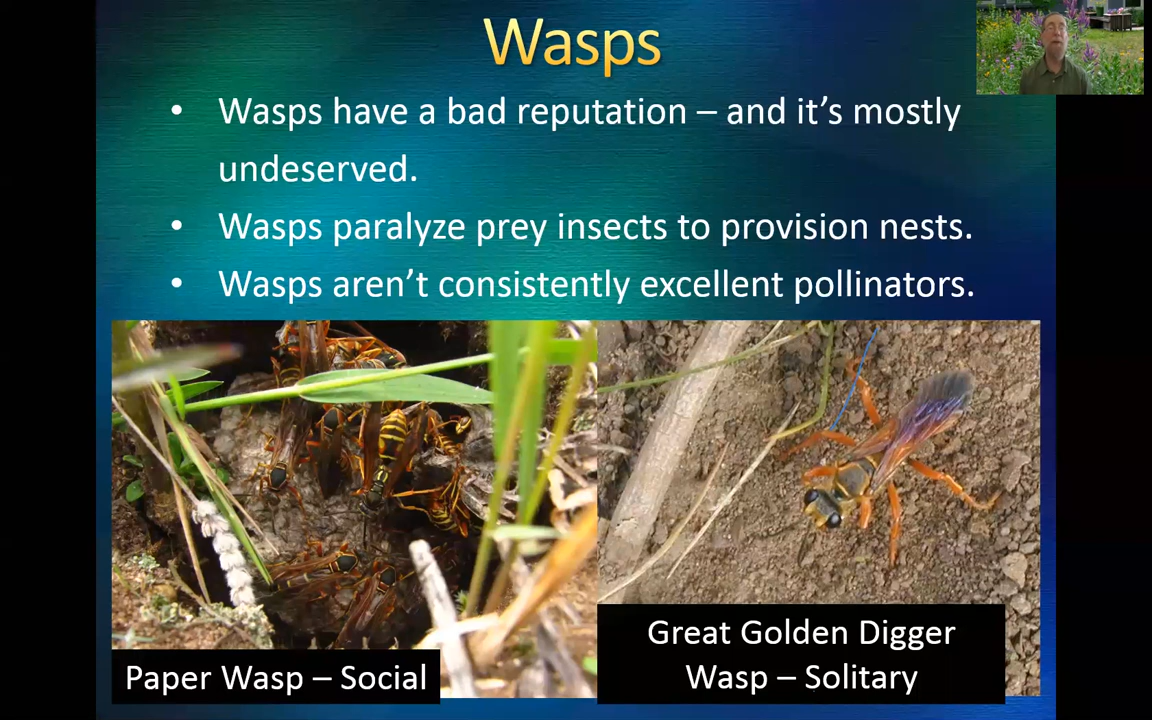 Wasps
• Wasps have a bad reputation – and it's mostly
undeserved.
• Wasps paralyze prey insects to provision nests.
• Wasps aren't consistently excellent pollinators.
Paper Wasp – Social
Great Golden Digger
Wasp – Solitary